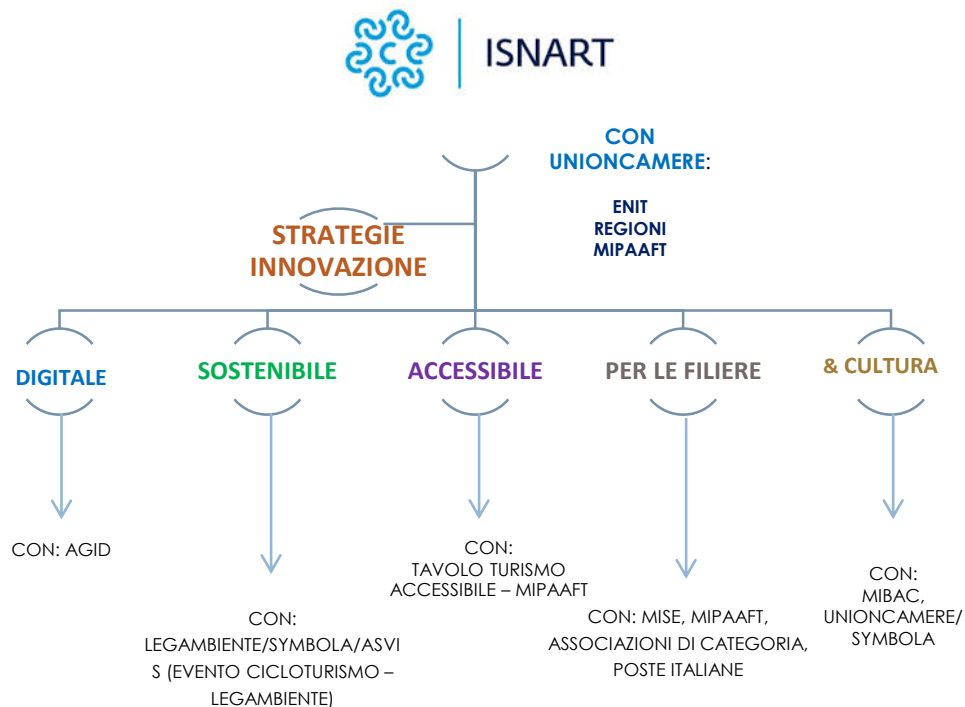 ISNART
CON
UNIONCAMERE:
ENIT
REGIONI
MIPAAFT
STRATEGIE
INNOVAZIONE
DIGITALE
SOSTENIBILE
ACCESSIBILE
PER LE FILIERE
& CULTURA
CON: AGID
CON:
LEGAMBIENTE/SYMBOLA/ASVI
S (EVENTO CICLOTURISMO –
LEGAMBIENTE)
CON:
TAVOLO TURISMO
ACCESSIBILE – MIPAAFT
CON: MISE, MIPAAFT,
ASSOCIAZIONI DI CATEGORIA,
POSTE ITALIANE
CON:
MIBAC,
UNIONCAMERE/
SYMBOLA